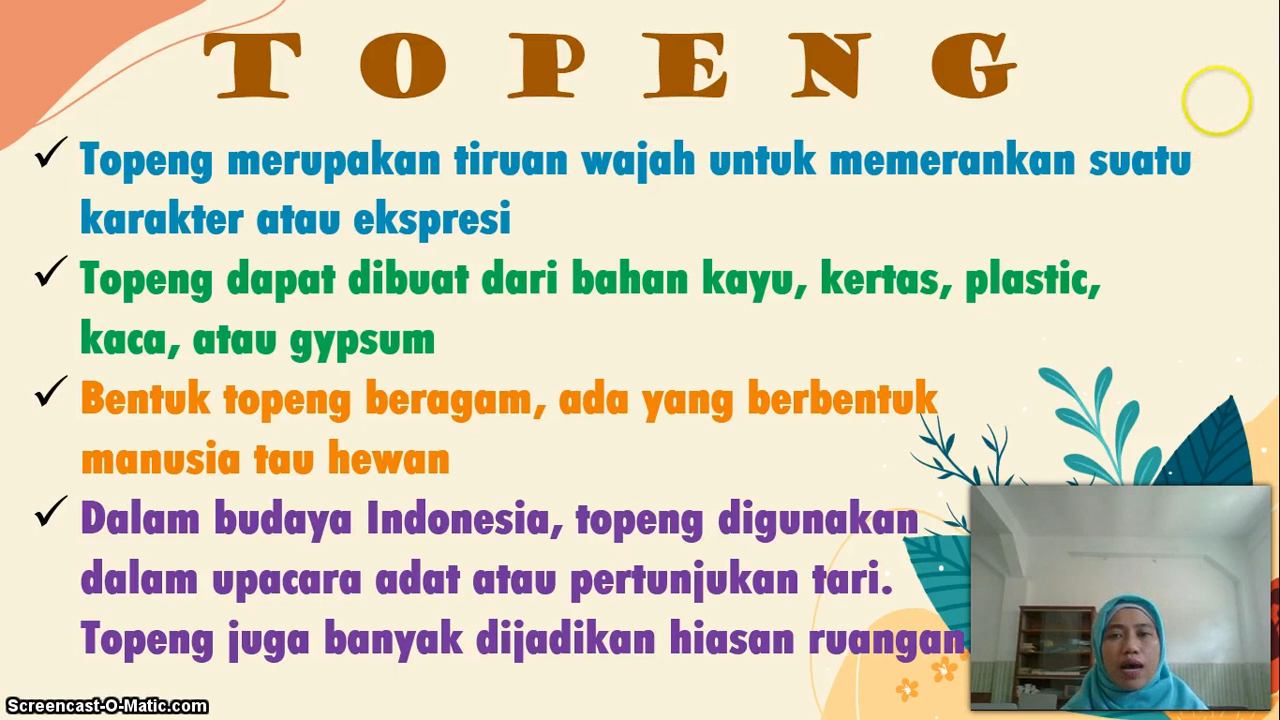 TOPENG
✓ Topeng merupakan tiruan wajah untuk memerankan suatu
karakter atau ekspresi
✓ Topeng dapat dibuat dari bahan kayu, kertas, plastic,
kaca, atau gypsum
✓ Bentuk topeng beragam, ada yang berbentuk
manusia tau hewan
✓ Dalam budaya Indonesia, topeng digunakan
dalam upacara adat atau pertunjukan tari.
Topeng juga banyak dijadikan hiasan ruangan
Screencast-O-Matic.com